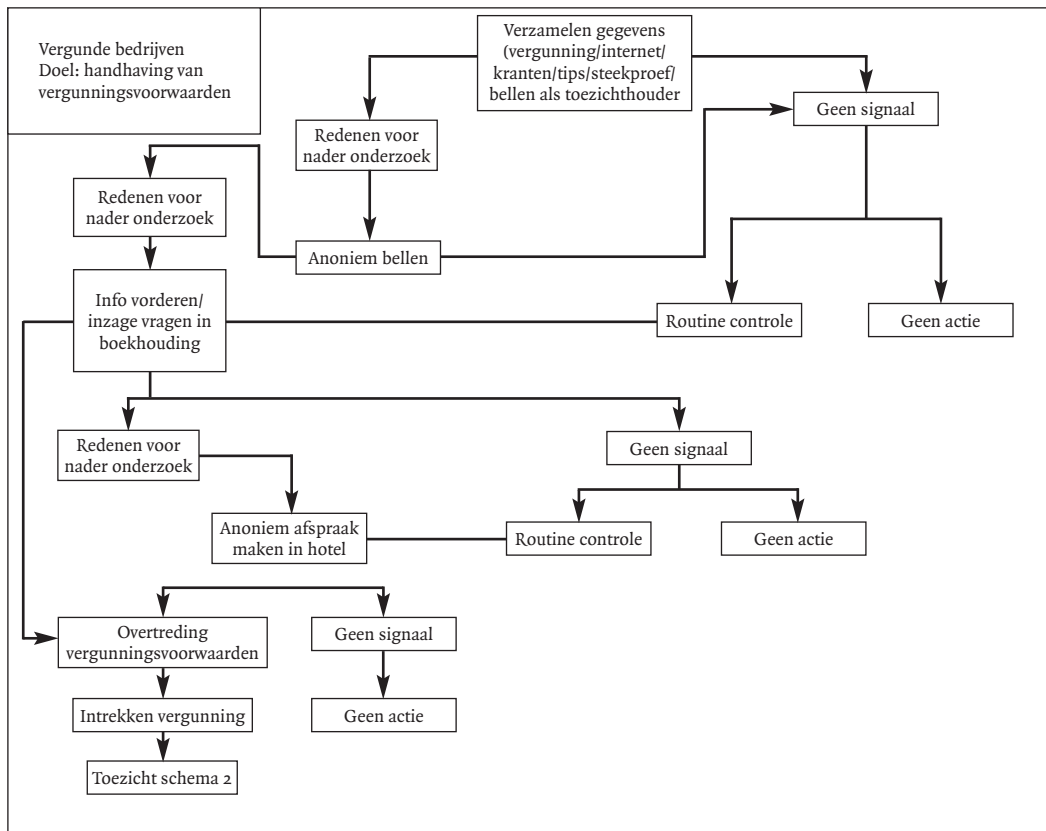 Vergunde bedrijven
Doel: handhaving van
vergunningsvoorwaarden
Verzamelen gegevens
(vergunning/internet/
kranten/tips/steekproef/
bellen als toezichthouder
Geen signaal
Redenen voor
nader onderzoek
Redenen voor
nader onderzoek
Anoniem bellen
Info vorderen/
inzage vragen in
boekhouding
Routine controle
Geen actie
Redenen voor
nader onderzoek
Geen signaal
Anoniem afspraak
maken in hotel
Routine controle
Geen actie
Overtreding
vergunningsvoorwaarden
Geen signaal
Intrekken vergunning
Geen actie
Toezicht schema 2